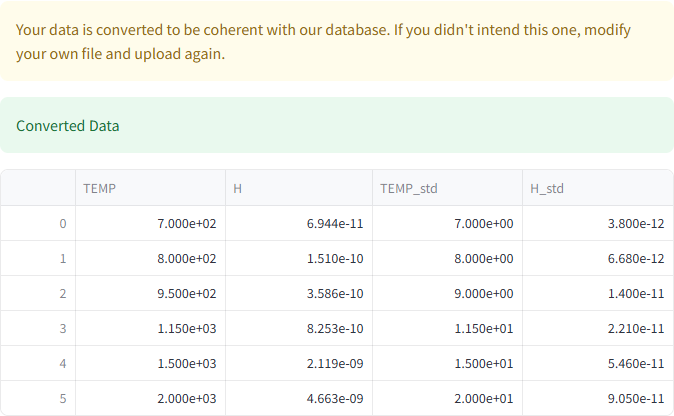 Your data is converted to be coherent with our database. If you didn't intend this one, modify
your own file and upload again.
Converted Data
TEMP H TEMP_std H_std
0 7.000e+02 6.944e-11 7.000e+00 3.800e-12
1 8.000e+02 1.510e-10 8.000e+00 6.680e-12
2 9.500e+02 3.586e-10 9.000e+00 1.400e-11
3 1.150e+03 8.253e-10 1.150e+01 2.210e-11
4 1.500e+03 2.119e-09 1.500e+01 5.460e-11
5 2.000e+03 4.663e-09 2.000e+01 9.050e-11